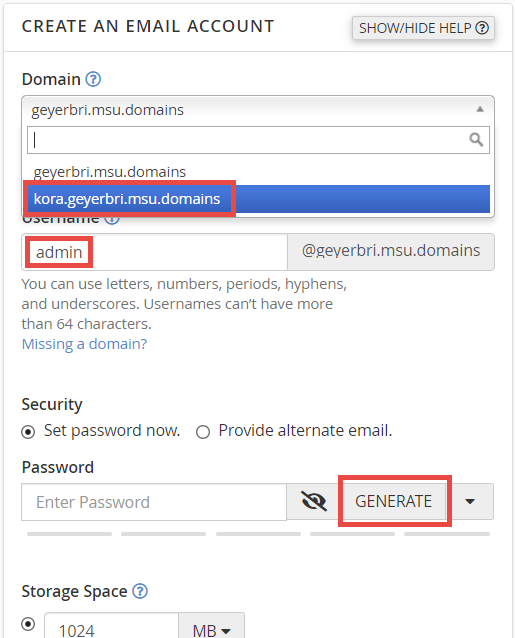 CREATE AN EMAIL ACCOUNT
SHOW/HIDE HELP ?
Domain ?
geyerbri.msu.domains
geyerbri.msu.domains
kora.geyerbri.msu.domains
Username ?
admin
@geyerbri.msu.domains
You can use letters, numbers, periods, hyphens,
and underscores. Usernames can't have more
than 64 characters.
Missing a domain?
Security
Set password now.
Provide alternate email.
Password
Enter Password
GENERATE
Storage Space ?
1024
MB